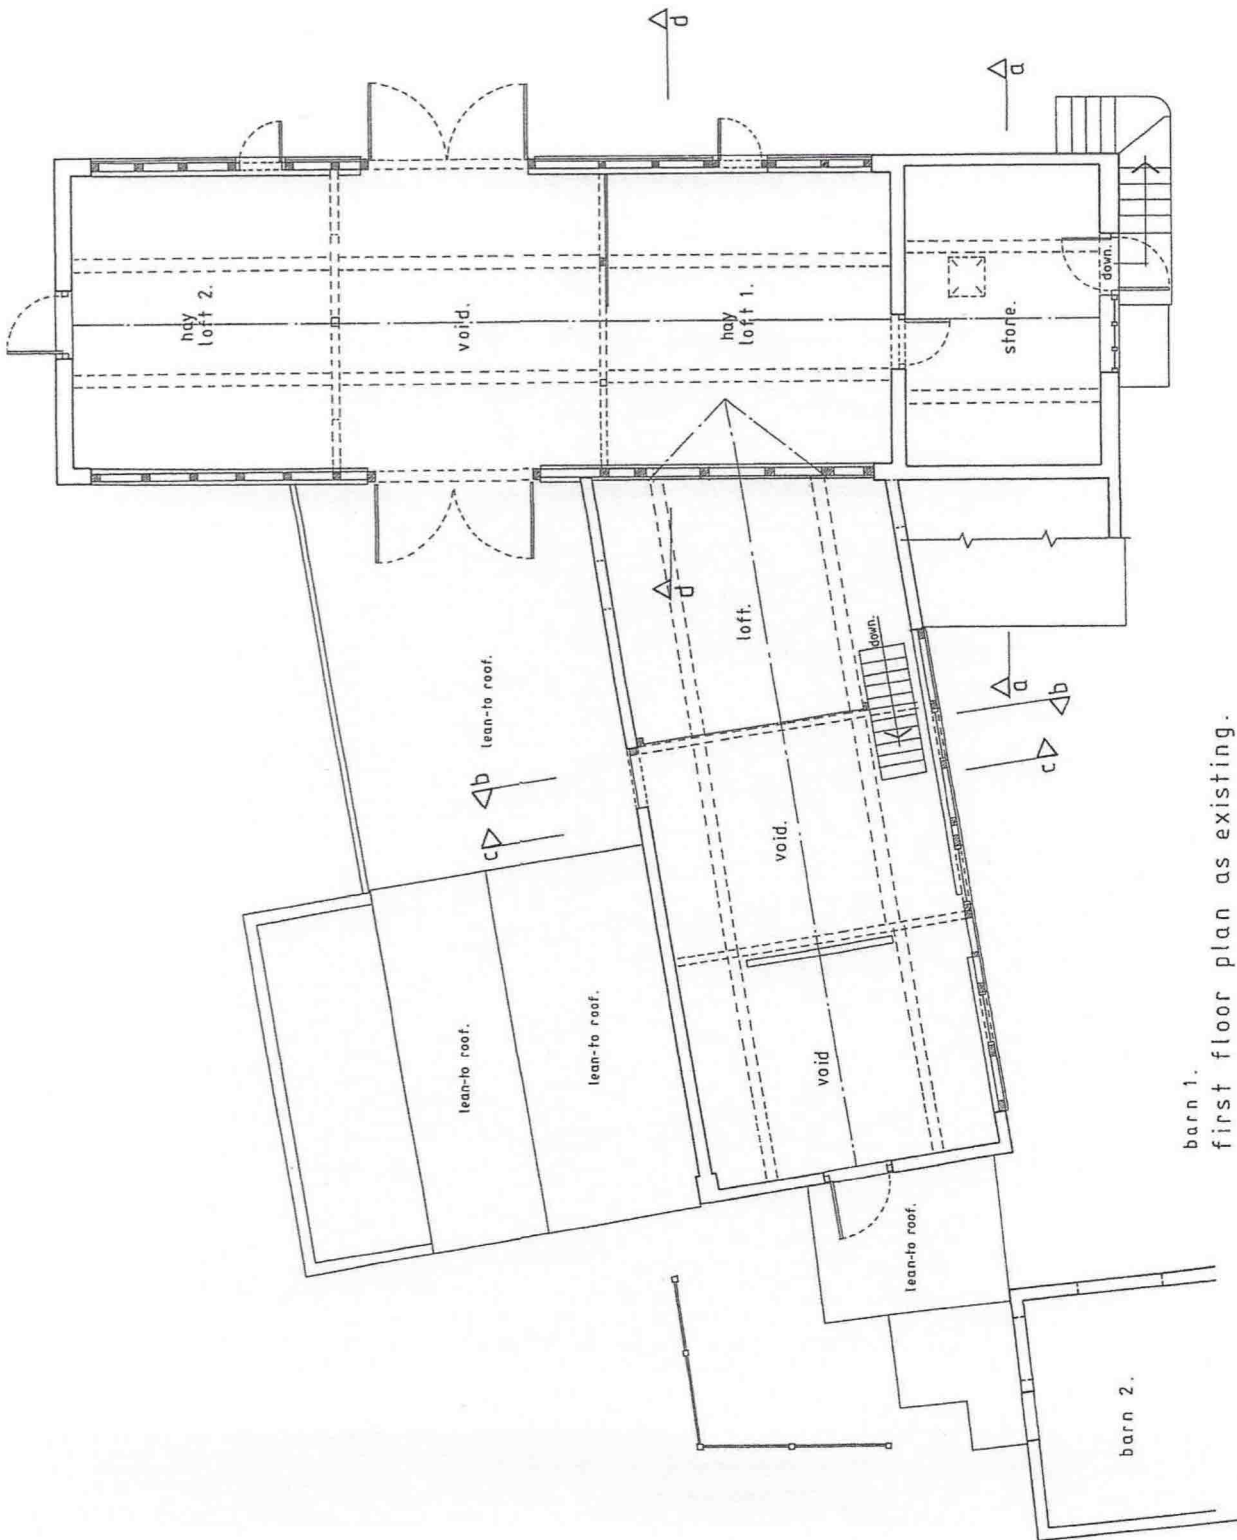 hay
loft 2.
void.
hay
loft 1.
store.
down.
d
a
lean-to roof.
lean-to roof.
lean-to roof.
b
c
d
loft.
down.
void.
void
a
b
c
lean-to roof.
barn 2.
barn 1.
first floor plan as existing.